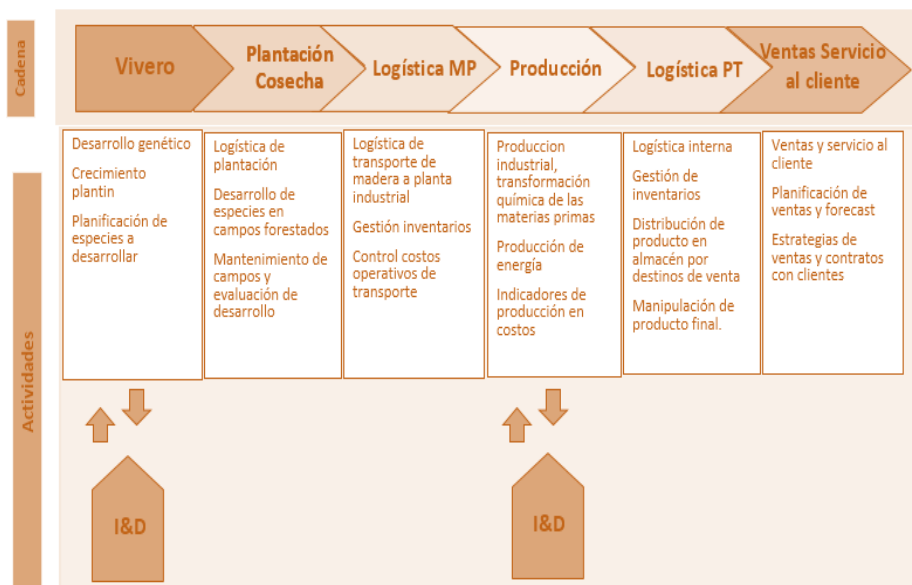 Cadena
Vivero
Plantación
Cosecha
Logística MP
Producción
Logística PT
Ventas Servicio
al cliente
Actividades
Desarrollo genético
Crecimiento
plantin
Planificación de
especies a
desarrollar
Logística de
plantación
Desarrollo de
especies en
campos forestados
Mantenimiento de
campos y
evaluación de
desarrollo
Logística de
transporte de
madera a planta
industrial
Gestión inventarios
Control costos
operativos de
transporte
Produccion
industrial,
transformación
química de las
materias primas
Producción de
energía
Indicadores de
producción en
costos
Logística interna
Gestión de
inventarios
Distribución de
producto en
almacén por
destinos de venta
Manipulación de
producto final.
Ventas y servicio al
cliente
Planificación de
ventas y forecast
Estrategias de
ventas y contratos
con clientes
I&D
I&D